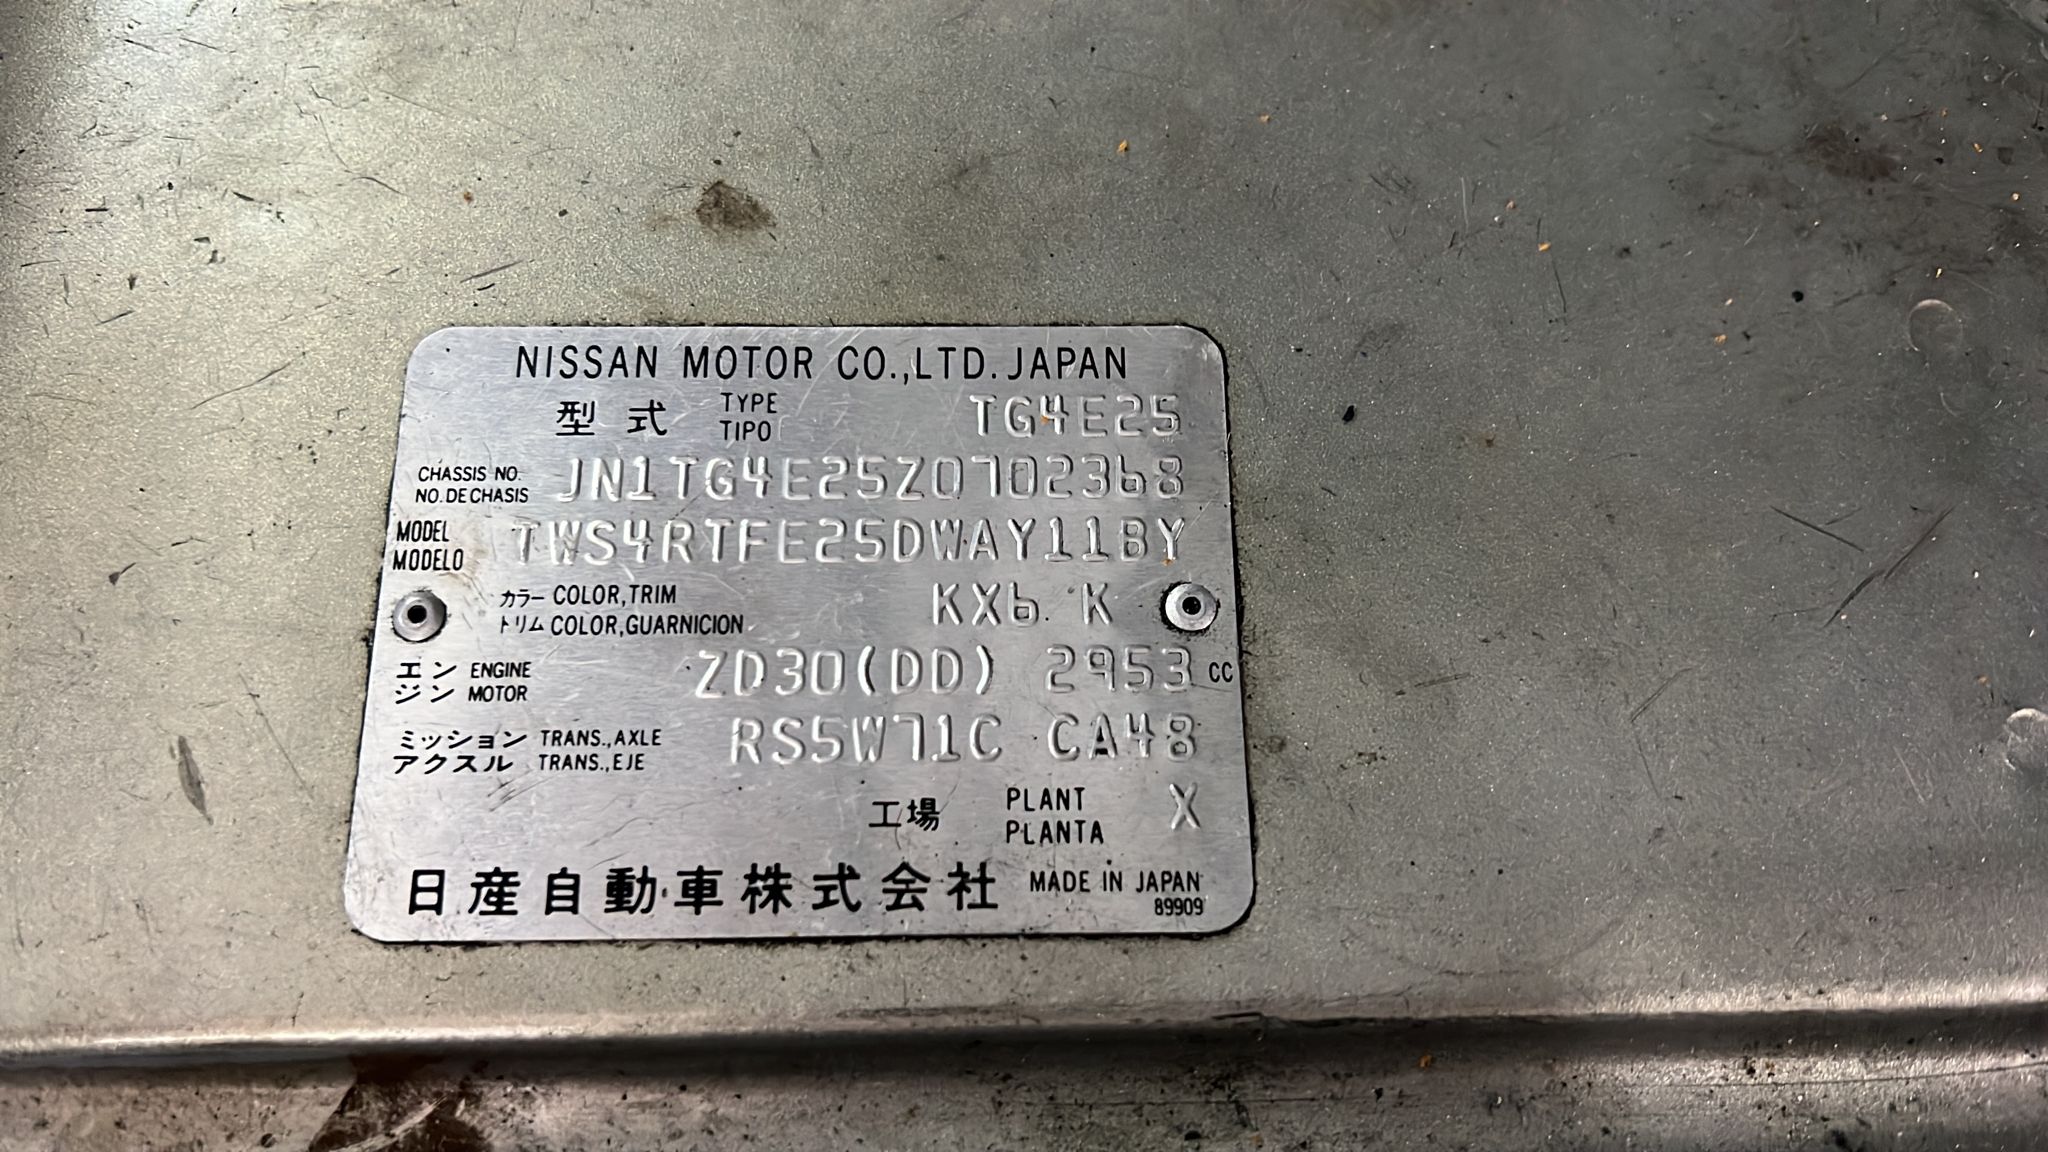 NISSAN MOTOR CO.,LTD. JAPAN
型式 TYPE TG4E25
TIPO
CHASSIS NO. JN1TG4E25Z0702368
NO. DE CHASIS
MODEL TWS4RTFE25DWAY11BY
MODELO
カラー COLOR,TRIM KX6 K
トリム COLOR,GUARNICION
エン ENGINE ZD30(DD) 2953 CC
ジン MOTOR
ミッション TRANS.,AXLE RS5W71C CA48
アクスル TRANS.,EJE
工場 PLANT X
PLANTA
日産自動車株式会社 MADE IN JAPAN
89909